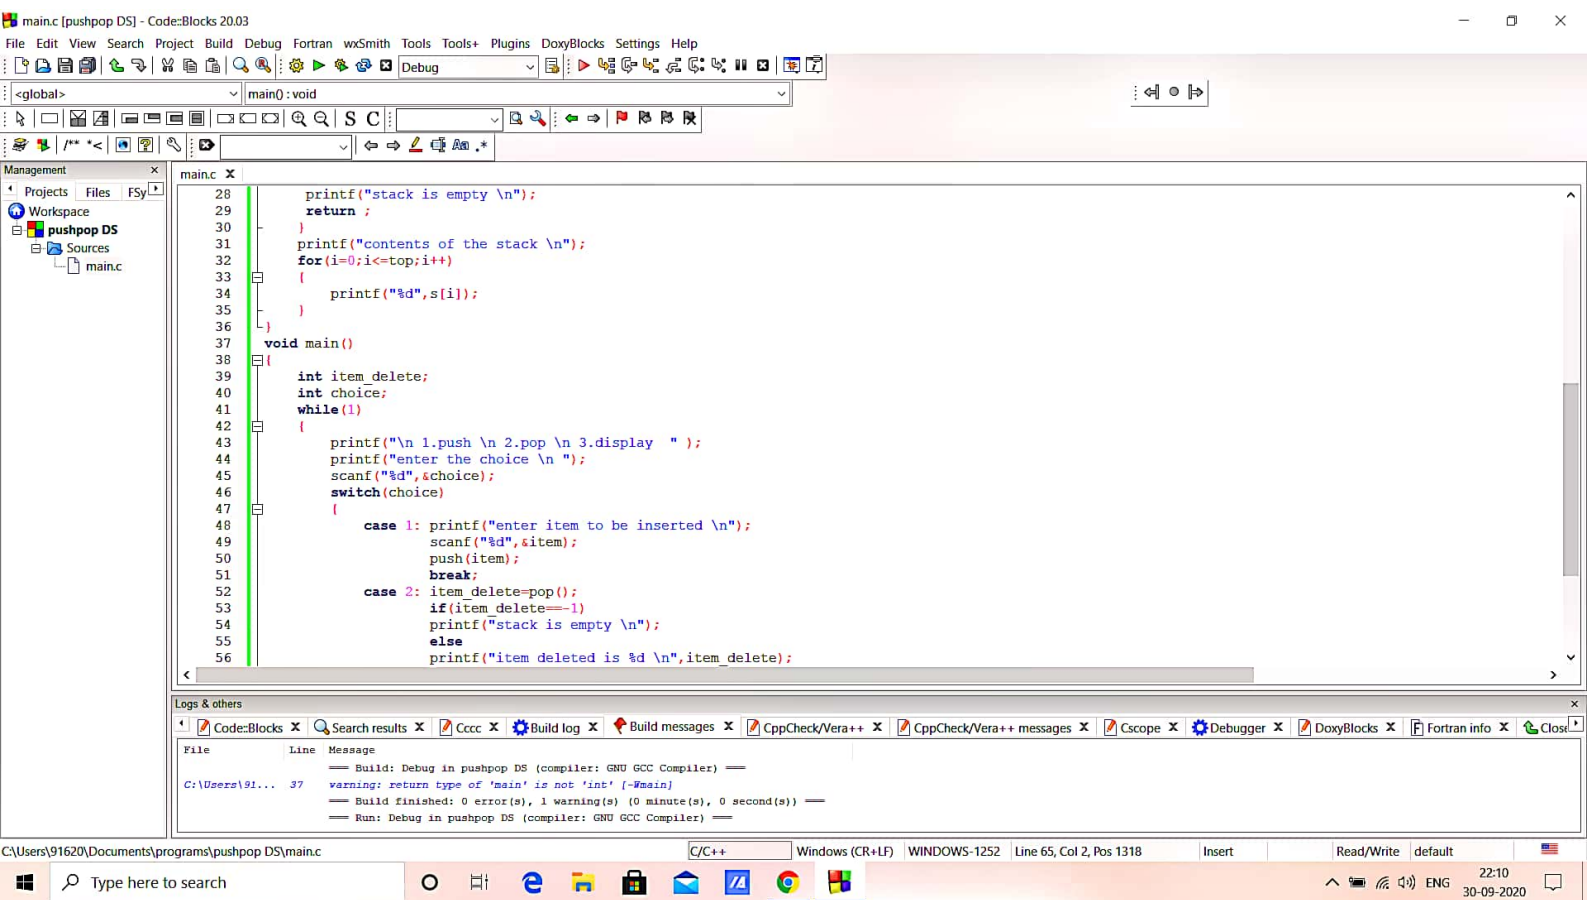 main.c [pushpop DS] - Code::Blocks 20.03
File Edit View Search Project Build Debug Fortran wxSmith Tools Tools+ Plugins DoxyBlocks Settings Help
Debug
<global> main() : void
S C
/** *< Aa .*
Management
Projects Files FSy
Workspace
pushpop DS
Sources
main.c
main.c
28 printf("stack is empty \n");
29 return ;
30 }
31 printf("contents of the stack \n");
32 for(i=0;i<=top;i++)
33 {
34 printf("%d",s[i]);
35 }
36 }
37 void main()
38 {
39 int item_delete;
40 int choice;
41 while(1)
42 {
43 printf("\n 1.push \n 2.pop \n 3.display  " );
44 printf("enter the choice \n ");
45 scanf("%d",&choice);
46 switch(choice)
47 {
48 case 1: printf("enter item to be inserted \n");
49 scanf("%d",&item);
50 push(item);
51 break;
52 case 2: item_delete=pop();
53 if(item_delete==-1)
54 printf("stack is empty \n");
55 else
56 printf("item deleted is %d \n",item_delete);
Logs & others
Code::Blocks Search results Cccc Build log Build messages CppCheck/Vera++ CppCheck/Vera++ messages Cscope Debugger DoxyBlocks Fortran info Close
File Line Message
=== Build: Debug in pushpop DS (compiler: GNU GCC Compiler) ===
C:\Users\91... 37 warning: return type of 'main' is not 'int' [-Wmain]
=== Build finished: 0 error(s), 1 warning(s) (0 minute(s), 0 second(s)) ===
=== Run: Debug in pushpop DS (compiler: GNU GCC Compiler) ===
C:\Users\91620\Documents\programs\pushpop DS\main.c C/C++ Windows (CR+LF) WINDOWS-1252 Line 65, Col 2, Pos 1318 Insert Read/Write default
Type here to search ENG 22:10
30-09-2020